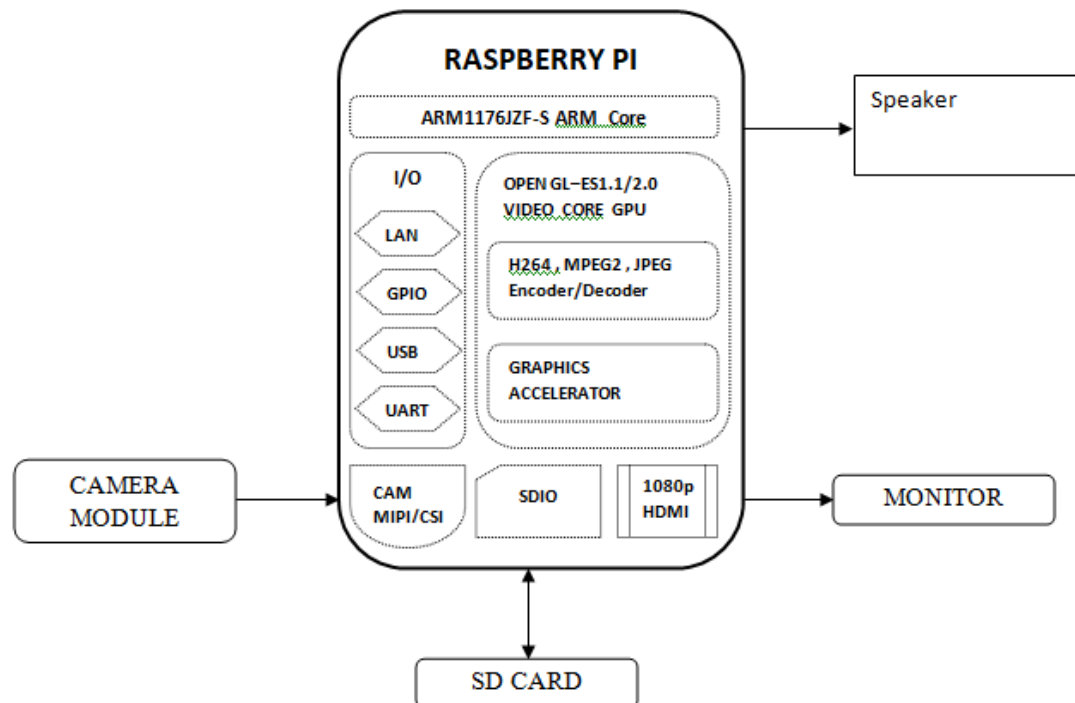 RASPBERRY PI
ARM1176JZF-S ARM Core
I/O
LAN
GPIO
USB
UART
OPEN GL–ES1.1/2.0
VIDEO CORE GPU
H264 , MPEG2 , JPEG
Encoder/Decoder
GRAPHICS
ACCELERATOR
CAM
MIPI/CSI
SDIO
1080p
HDMI
Speaker
CAMERA
MODULE
MONITOR
SD CARD